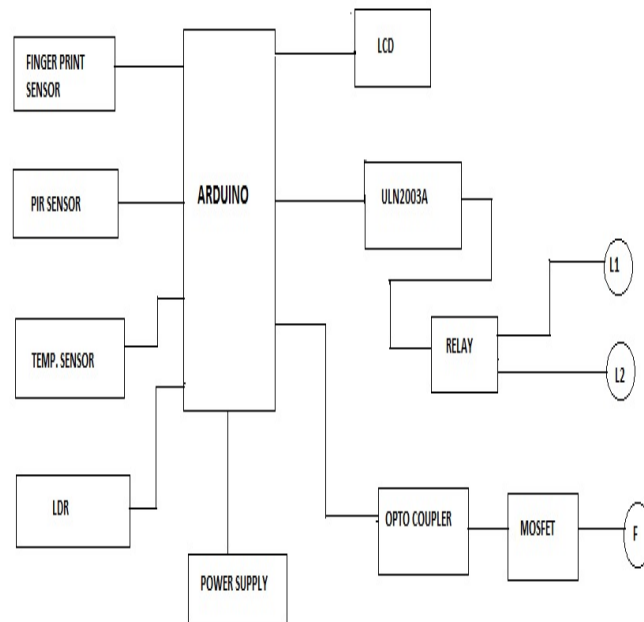 LCD
FINGER PRINT
SENSOR
ARDUINO
PIR SENSOR
ULN2003A
L1
RELAY
TEMP. SENSOR
L2
LDR
OPTO COUPLER
MOSFET
F
POWER SUPPLY